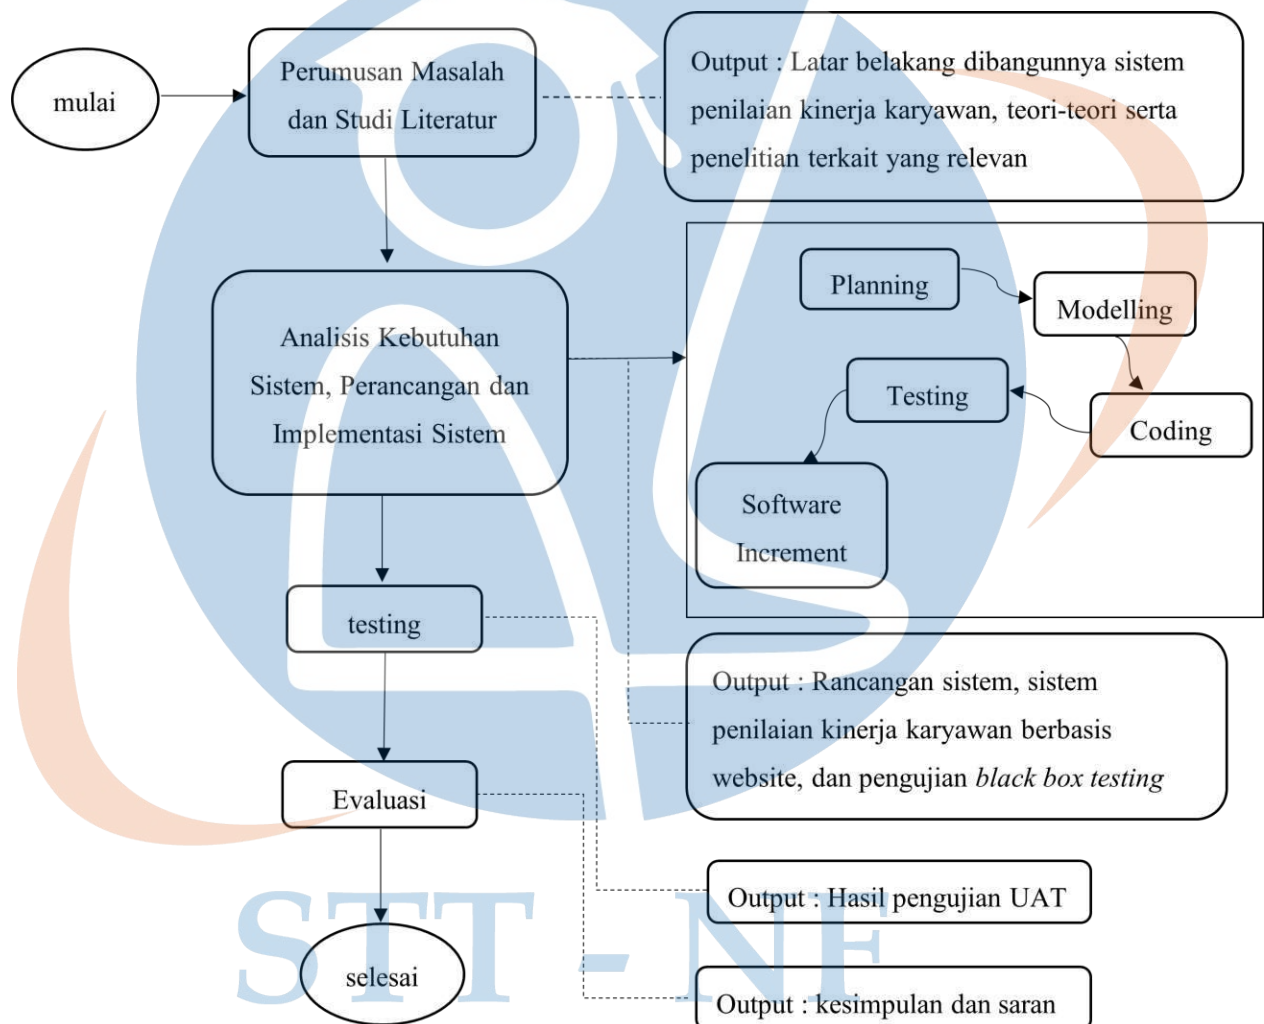 mulai
Perumusan Masalah
dan Studi Literatur
Output : Latar belakang dibangunnya sistem
penilaian kinerja karyawan, teori-teori serta
penelitian terkait yang relevan
Analisis Kebutuhan
Sistem, Perancangan dan
Implementasi Sistem
Planning
Modelling
Coding
Testing
Software
Increment
testing
Output : Rancangan sistem, sistem
penilaian kinerja karyawan berbasis
website, dan pengujian black box testing
Evaluasi
Output : Hasil pengujian UAT
selesai
Output : kesimpulan dan saran
STT - NF